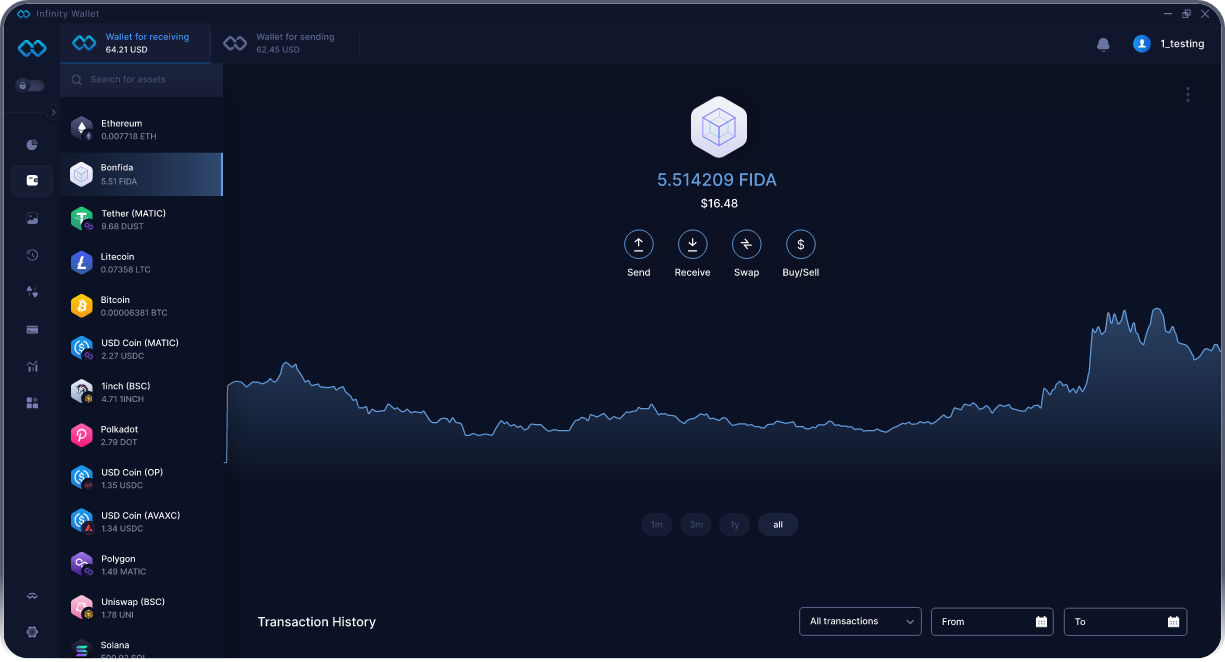 Infinity Wallet
Wallet for receiving
64.21 USD
Wallet for sending
62.45 USD
1_testing
Search for assets
Ethereum
0.007718 ETH
Bonfida
5.51 FIDA
Tether (MATIC)
9.68 DUST
Litecoin
0.07358 LTC
Bitcoin
0.00006381 BTC
USD Coin (MATIC)
2.27 USDC
1inch (BSC)
4.71 1INCH
Polkadot
2.79 DOT
USD Coin (OP)
1.35 USDC
USD Coin (AVAXC)
1.34 USDC
Polygon
1.49 MATIC
Uniswap (BSC)
1.78 UNI
Solana
5.514209 FIDA
$16.48
Send
Receive
Swap
Buy/Sell
1m
3m
1y
all
Transaction History
All transactions
From
To